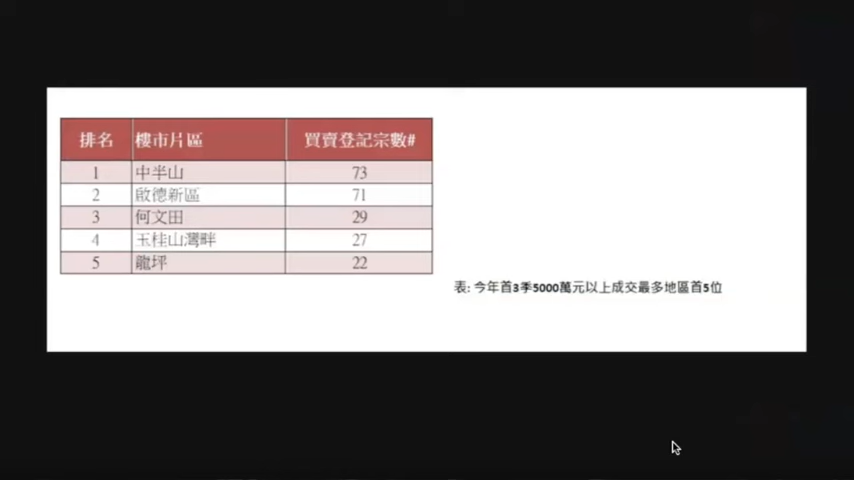 排名 樓市片區 買賣登記宗數#
1 中半山 73
2 啟德新區 71
3 何文田 29
4 玉桂山灣畔 27
5 龍坪 22
表: 今年首3季5000萬元以上成交最多地區首5位